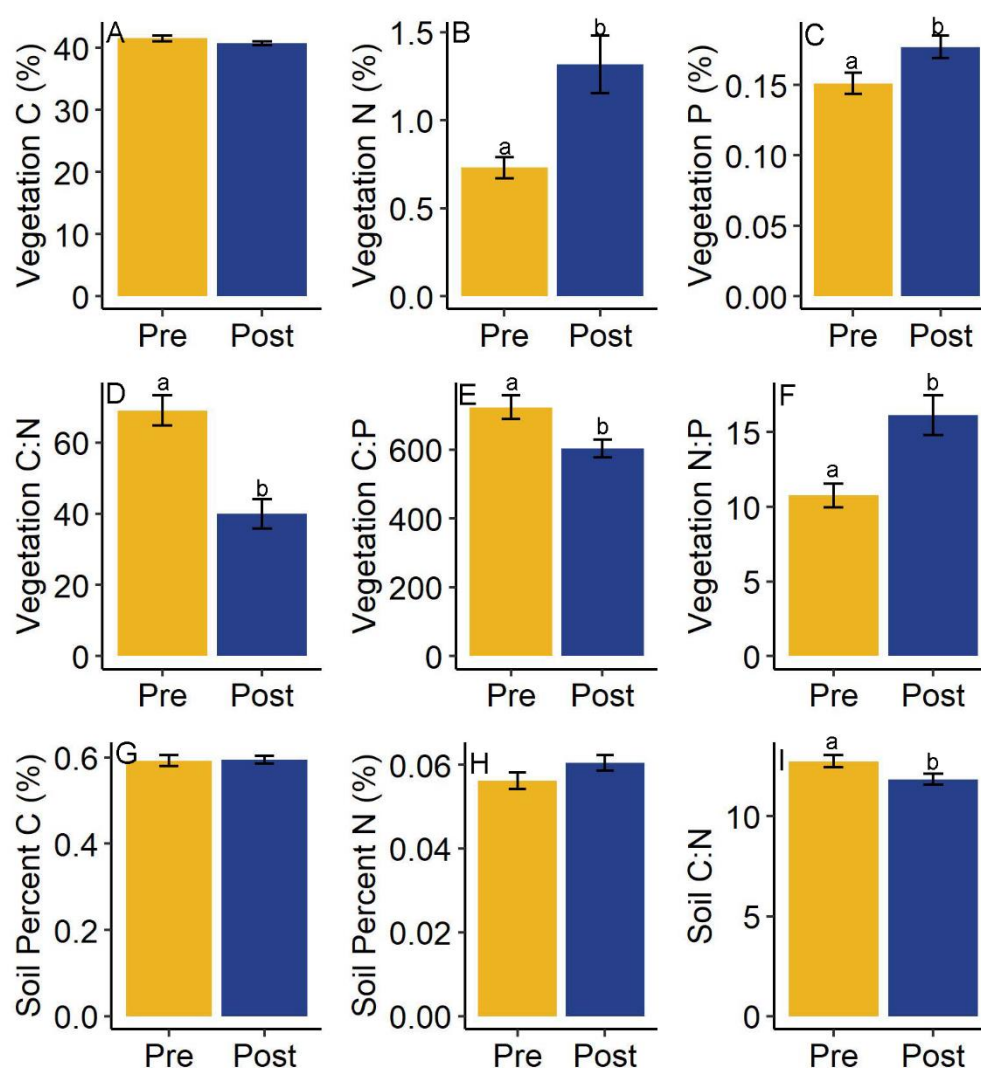 A
Vegetation C (%)
40
30
20
10
0
Pre Post
B
Vegetation N (%)
1.5
1.0
0.5
0.0
a
b
Pre Post
C
Vegetation P (%)
0.15
0.10
0.05
0.00
a
b
Pre Post
D
Vegetation C:N
60
40
20
0
a
b
Pre Post
E
Vegetation C:P
600
400
200
0
a
b
Pre Post
F
Vegetation N:P
15
10
5
0
a
b
Pre Post
G
Soil Percent C (%)
0.6
0.4
0.2
0.0
Pre Post
H
Soil Percent N (%)
0.06
0.04
0.02
0.00
Pre Post
I
Soil C:N
10
5
0
a
b
Pre Post